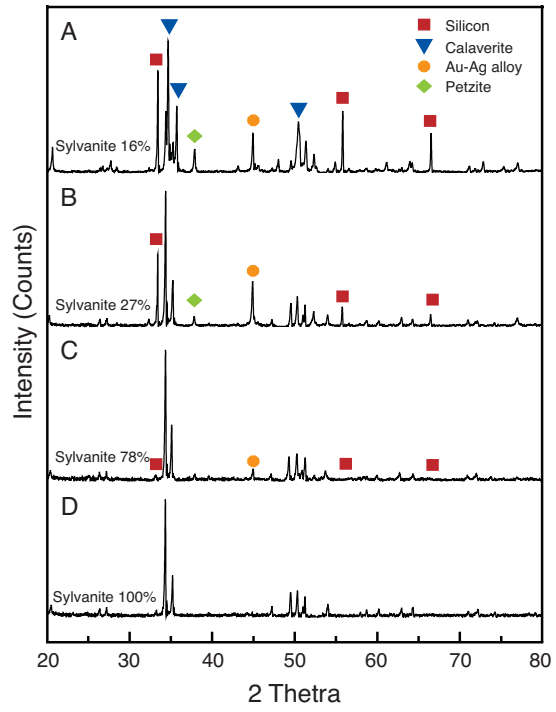 A
Silicon
Calaverite
Au-Ag alloy
Petzite
Sylvanite 16%
B
Sylvanite 27%
C
Sylvanite 78%
D
Sylvanite 100%
Intensity (Counts)
20 30 40 50 60 70 80
2 Thetra